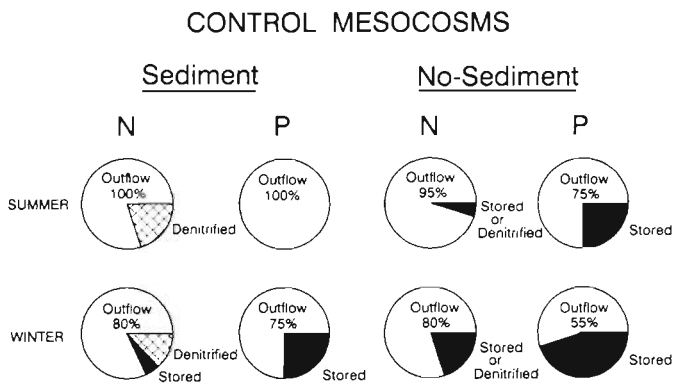 CONTROL MESOCOSMS
Sediment No-Sediment
N P N P
SUMMER
Outflow
100%
Denitrified
Outflow
100%
Outflow
95%
Stored
or
Denitrified
Outflow
75%
Stored
WINTER
Outflow
80%
Denitrified
Stored
Outflow
75%
Stored
Outflow
80%
Stored
or
Denitrified
Outflow
55%
Stored